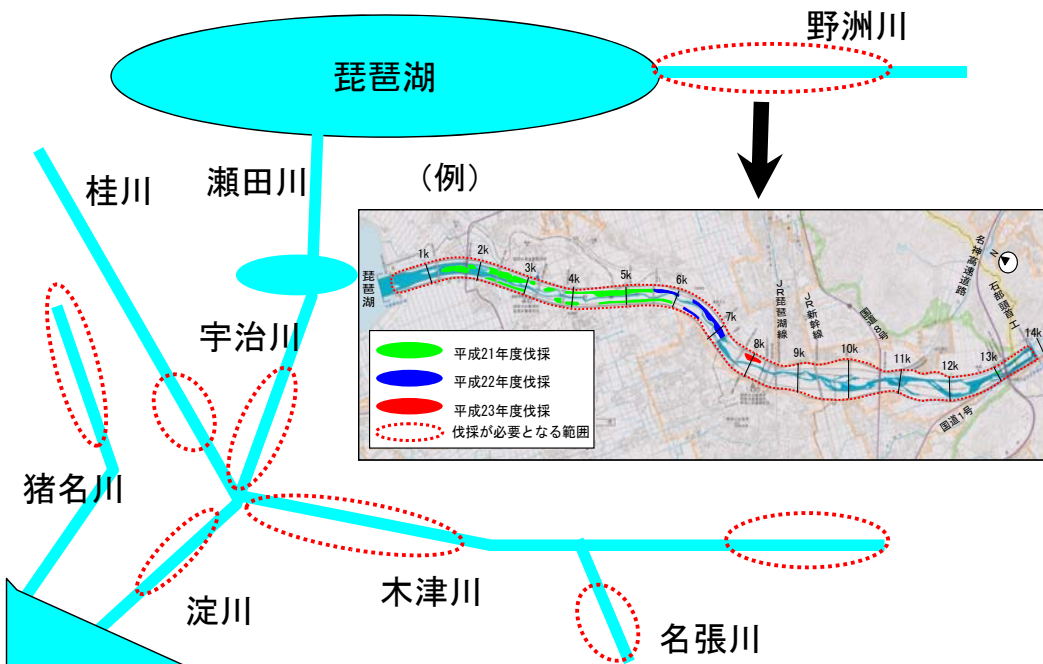 野洲川
琵琶湖
桂川
瀬田川
（例）
琵琶湖
1k
2k
3k
4k
5k
6k
7k
8k
9k
10k
11k
12k
13k
14k
JR琵琶湖線
JR新幹線
国道8号
名神高速道路
石部頭首工
国道1号
N
平成21年度伐採
平成22年度伐採
平成23年度伐採
伐採が必要となる範囲
宇治川
猪名川
淀川
木津川
名張川